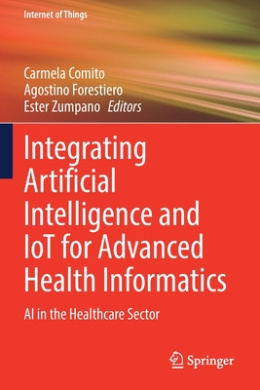 Internet of Things
Carmela Comito
Agostino Forestiero
Ester Zumpano Editors
Integrating
Artificial
Intelligence and
IoT for Advanced
Health Informatics
AI in the Healthcare Sector
Springer